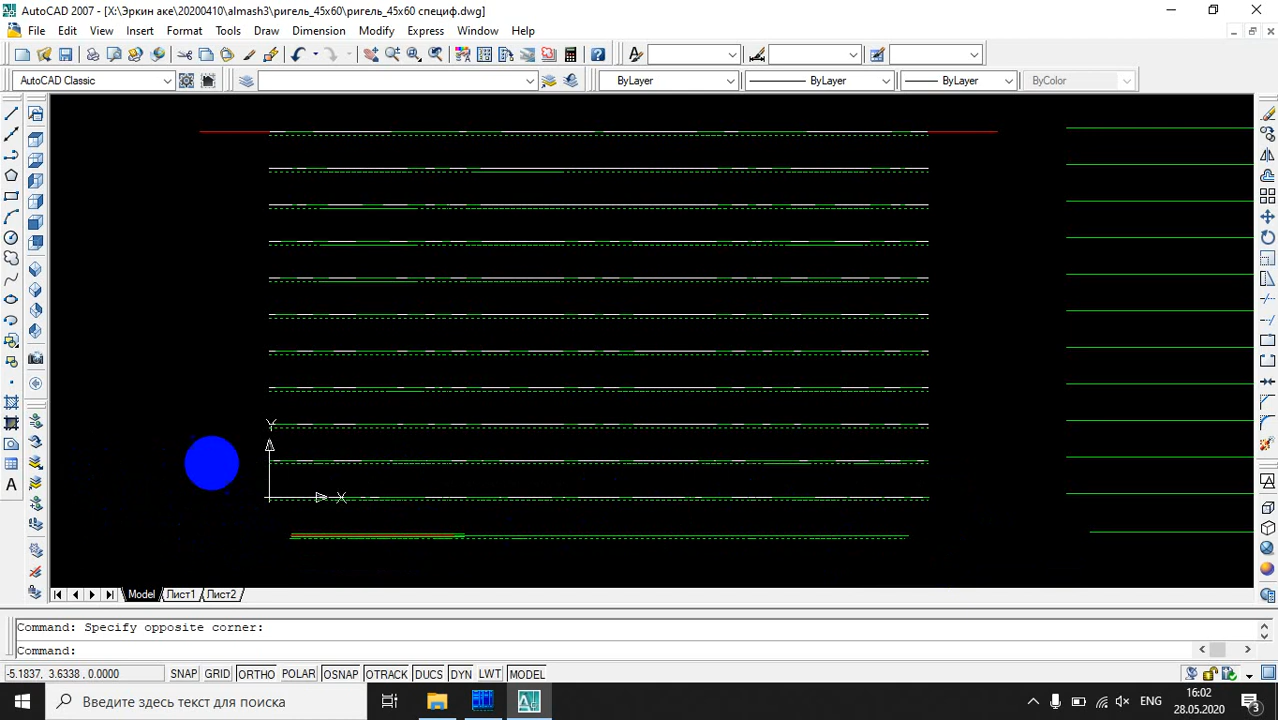 AutoCAD 2007 - [X:\Эркин аке\20200410\almash3\ригель_45x60\ригель_45x60 специф.dwg]
File Edit View Insert Format Tools Draw Dimension Modify Express Window Help
AutoCAD Classic ByLayer ByLayer ByLayer ByColor
Y
X
Model Лист1 Лист2
Command: Specify opposite corner:
Command:
-5.1837, 3.6338 , 0.0000 SNAP GRID ORTHO POLAR OSNAP OTRACK DUCS DYN LWT MODEL
Введите здесь текст для поиска
ENG
16:02
28.05.2020
3